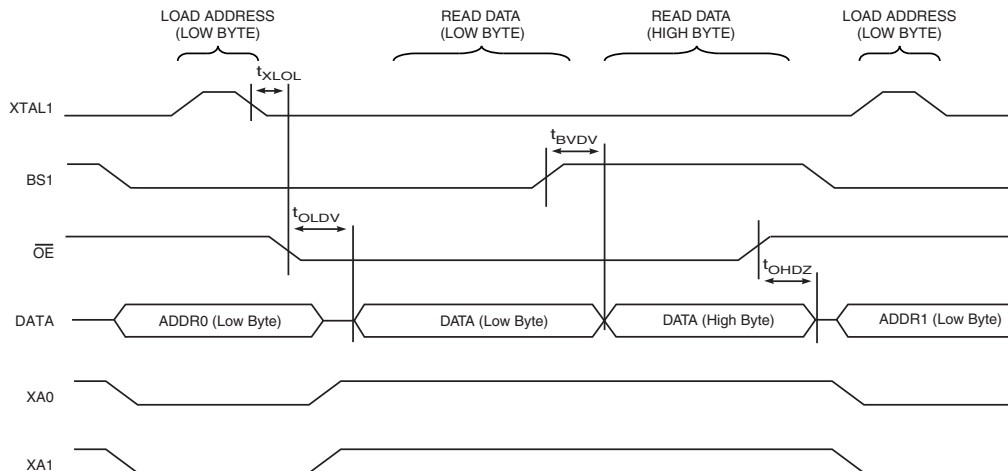 LOAD ADDRESS
(LOW BYTE)
READ DATA
(LOW BYTE)
READ DATA
(HIGH BYTE)
LOAD ADDRESS
(LOW BYTE)
tXLOL
XTAL1
tBVDV
BS1
tOLDV
OE
tOHDZ
DATA
ADDR0 (Low Byte)
DATA (Low Byte)
DATA (High Byte)
ADDR1 (Low Byte)
XA0
XA1